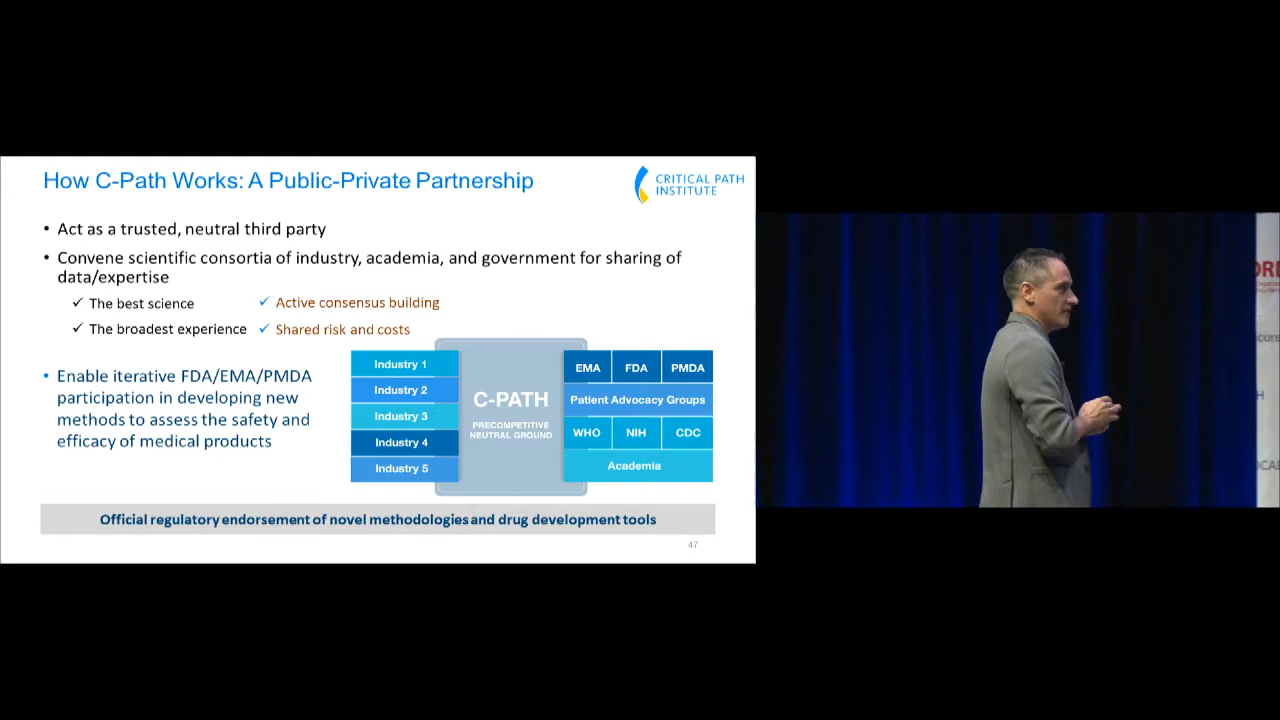 How C-Path Works: A Public-Private Partnership
CRITICAL PATH
INSTITUTE
• Act as a trusted, neutral third party
• Convene scientific consortia of industry, academia, and government for sharing of
data/expertise
✓ The best science
✓ Active consensus building
✓ The broadest experience
✓ Shared risk and costs
• Enable iterative FDA/EMA/PMDA
participation in developing new
methods to assess the safety and
efficacy of medical products
Industry 1
Industry 2
Industry 3
Industry 4
Industry 5
C-PATH
PRECOMPETITIVE
NEUTRAL GROUND
EMA
FDA
PMDA
Patient Advocacy Groups
WHO
NIH
CDC
Academia
Official regulatory endorsement of novel methodologies and drug development tools
47